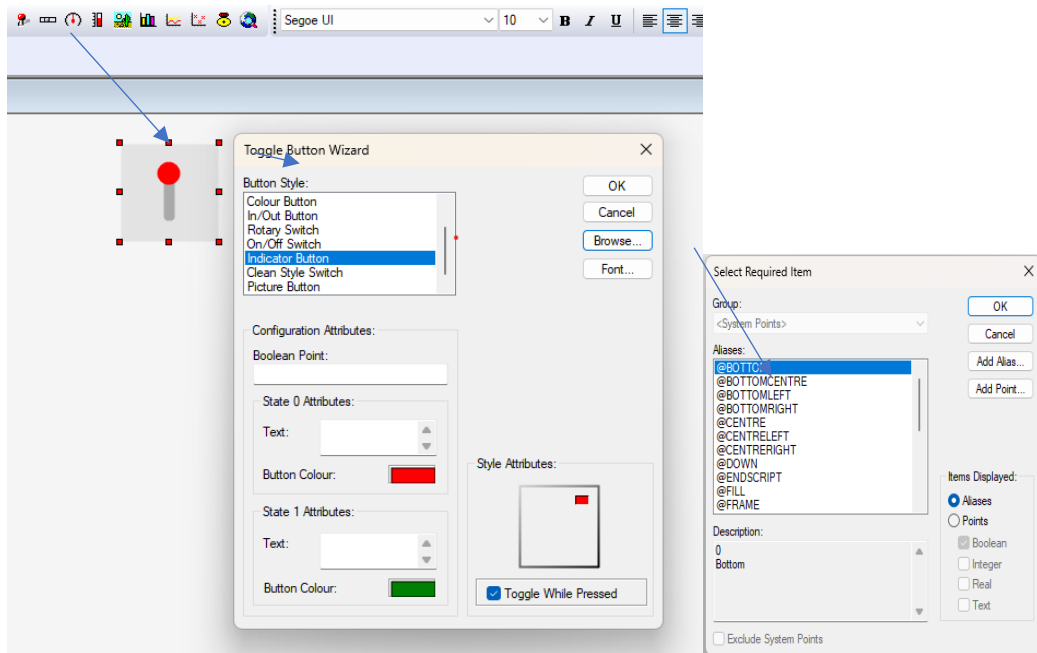 Segoe UI
10
B
I
U
Toggle Button Wizard
Button Style:
Colour Button
In/Out Button
Rotary Switch
On/Off Switch
Indicator Button
Clean Style Switch
Picture Button
OK
Cancel
Browse...
Font...
Configuration Attributes:
Boolean Point:
State 0 Attributes:
Text:
Button Colour:
State 1 Attributes:
Text:
Button Colour:
Style Attributes:
Toggle While Pressed
Select Required Item
Group:
<System Points>
Aliases:
@BOTTOMCENTRE
@BOTTOMLEFT
@BOTTOMRIGHT
@CENTRE
@CENTRELEFT
@CENTRERIGHT
@DOWN
@ENDSCRIPT
@FILL
@FRAME
OK
Cancel
Add Alias...
Add Point...
Items Displayed:
Aliases
Points
Boolean
Integer
Real
Text
Description:
0
Bottom
Exclude System Points